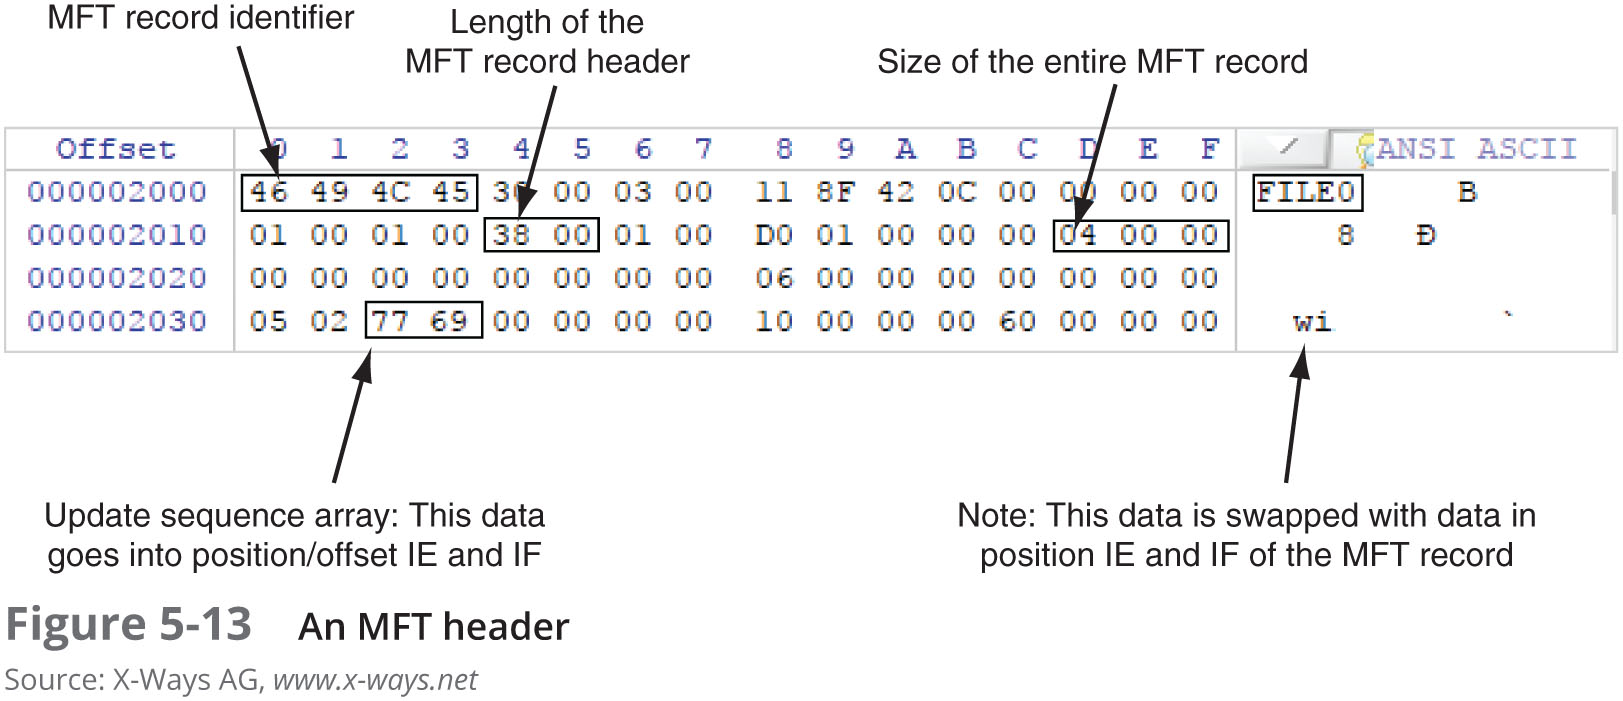 MFT record identifier
Length of the
MFT record header
Size of the entire MFT record
Offset 0 1 2 3 4 5 6 7 8 9 A B C D E F ANSI ASCII
000002000 46 49 4C 45 30 00 03 00 11 8F 42 0C 00 00 00 00 FILE0 B
000002010 01 00 01 00 38 00 01 00 D0 01 00 00 00 04 00 00 8 Đ
000002020 00 00 00 00 00 00 00 00 06 00 00 00 00 00 00 00
000002030 05 02 77 69 00 00 00 00 10 00 00 00 60 00 00 00 wi `
Update sequence array: This data
goes into position/offset IE and IF
Note: This data is swapped with data in
position IE and IF of the MFT record
Figure 5-13 An MFT header
Source: X-Ways AG, www.x-ways.net